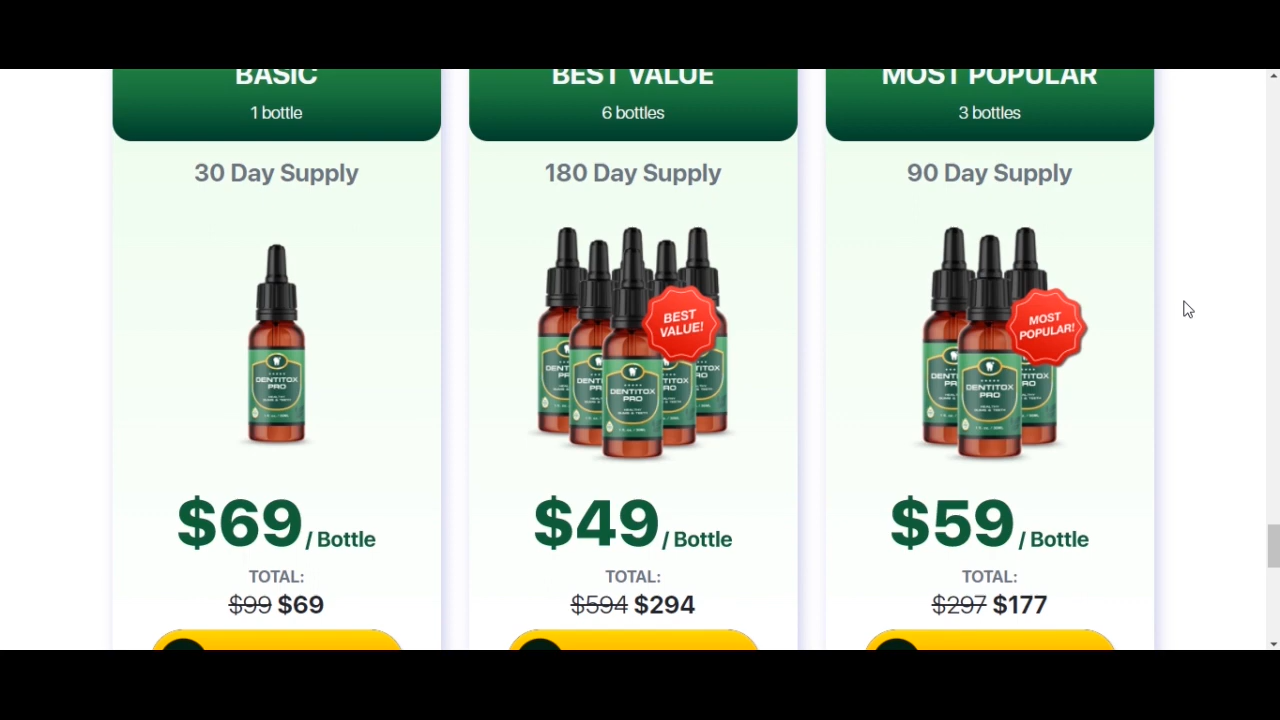 BASIC
1 bottle
30 Day Supply
DENTITOX
PRO
$69 / Bottle
TOTAL:
$99 $69
BEST VALUE
6 bottles
180 Day Supply
BEST
VALUE!
DENTITOX
PRO
$49 / Bottle
TOTAL:
$594 $294
MOST POPULAR
3 bottles
90 Day Supply
MOST
POPULAR!
DENTITOX
PRO
$59 / Bottle
TOTAL:
$297 $177